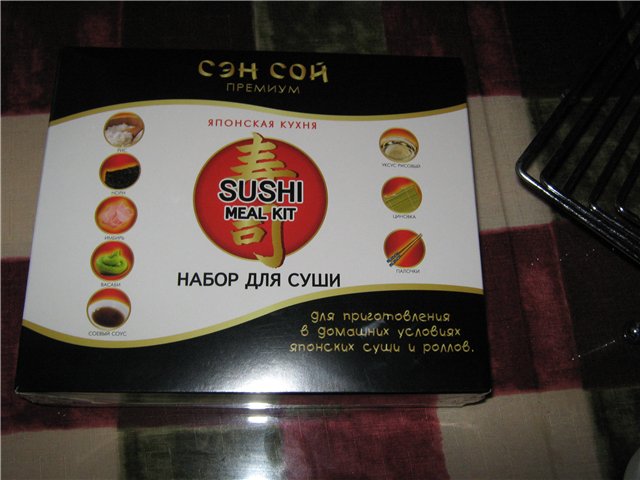 СЭН СОЙ
ПРЕМИУМ
ЯПОНСКАЯ КУХНЯ
寿司
SUSHI
MEAL KIT
НАБОР ДЛЯ СУШИ
РИС
НОРИ
ИМБИРЬ
ВАСАБИ
СОЕВЫЙ СОУС
УКСУС РИСОВЫЙ
ЦИНОВКА
ПАЛОЧКИ
для приготовления
в домашних условиях
японских суши и роллов.